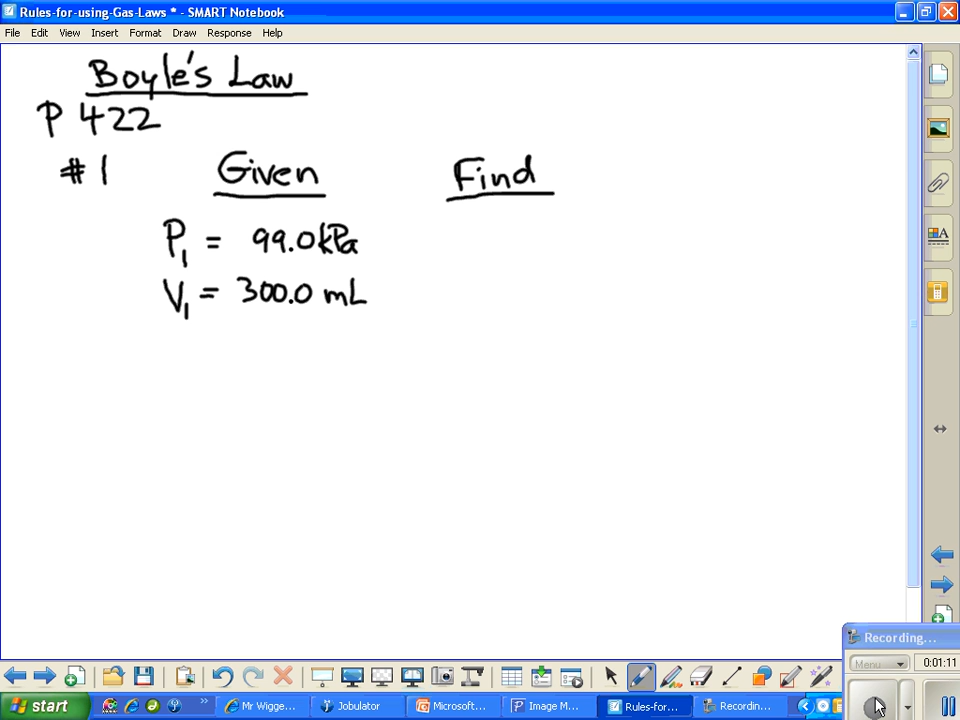 Rules-for-using-Gas-Laws * - SMART Notebook
File Edit View Insert Format Draw Response Help
Boyle's Law
P 422
# 1 Given Find
P1 = 99.0 kPa
V1 = 300.0 mL
Recording...
Menu 0:01:11
start Mr Wigge... Jobulator Microsoft... Image M... Rules-for... Recordin...